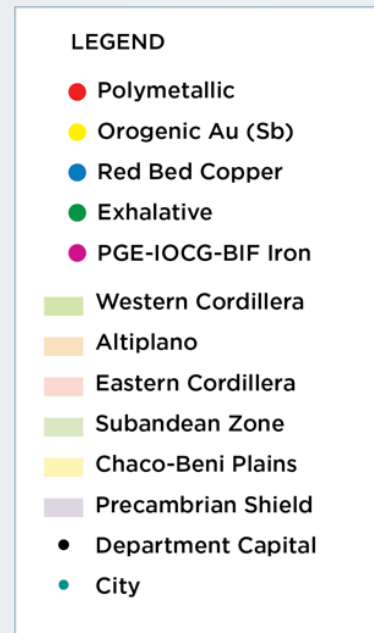 LEGEND
Polymetallic
Orogenic Au (Sb)
Red Bed Copper
Exhalative
PGE-IOCG-BIF Iron
Western Cordillera
Altiplano
Eastern Cordillera
Subandean Zone
Chaco-Beni Plains
Precambrian Shield
Department Capital
City